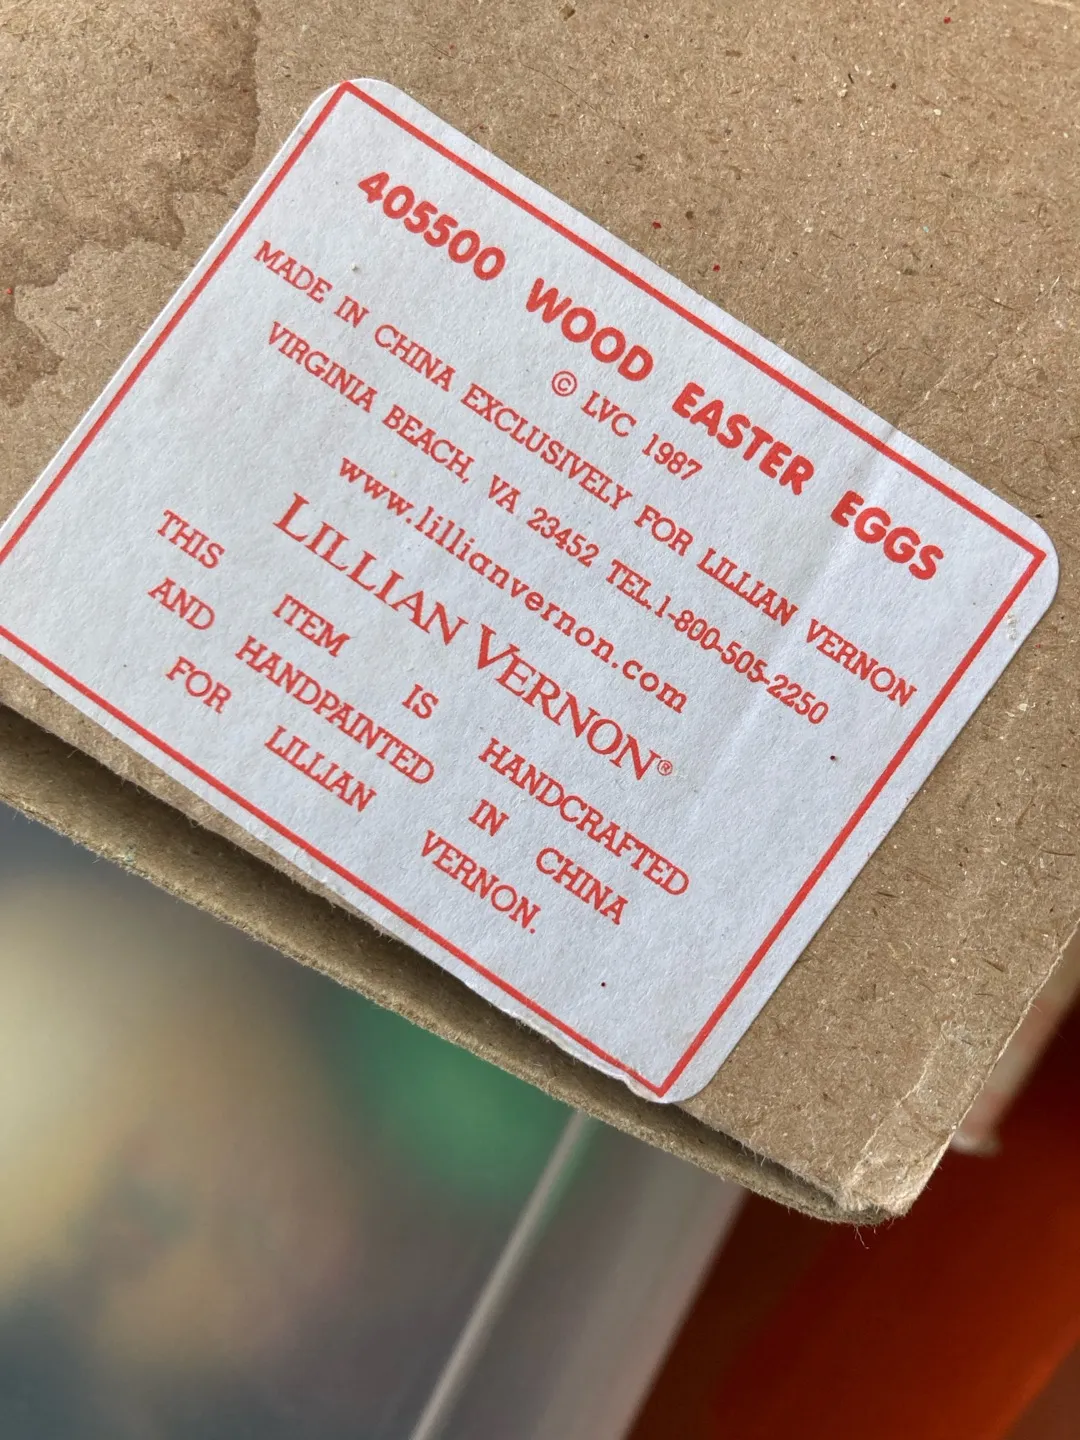 405500 WOOD EASTER EGGS
© LVC 1987
MADE IN CHINA EXCLUSIVELY FOR LILLIAN VERNON
VIRGINIA BEACH, VA 23452 TEL.1-800-505-2250
www.lillianvernon.com
LILLIAN VERNON®
THIS ITEM IS HANDCRAFTED
AND HANDPAINTED IN CHINA
FOR LILLIAN VERNON.